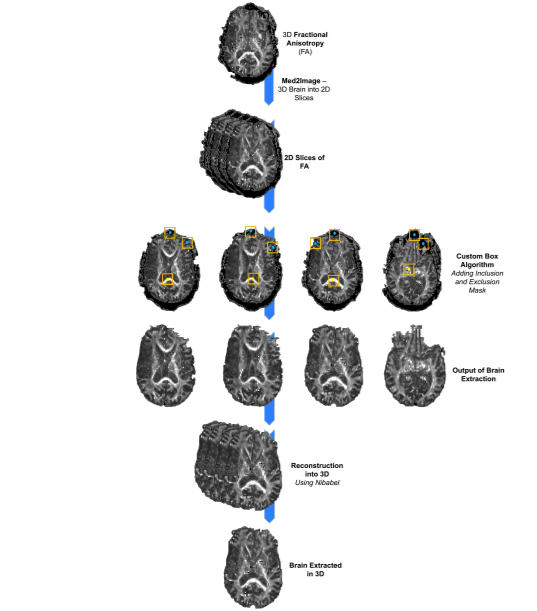 3D Fractional
Anisotropy
(FA)
Med2Image –
3D Brain into 2D
Slices
2D Slices of
FA
Custom Box
Algorithm
Adding Inclusion
and Exclusion
Mask
Output of Brain
Extraction
Reconstruction
into 3D
Using Nibabel
Brain Extracted
in 3D